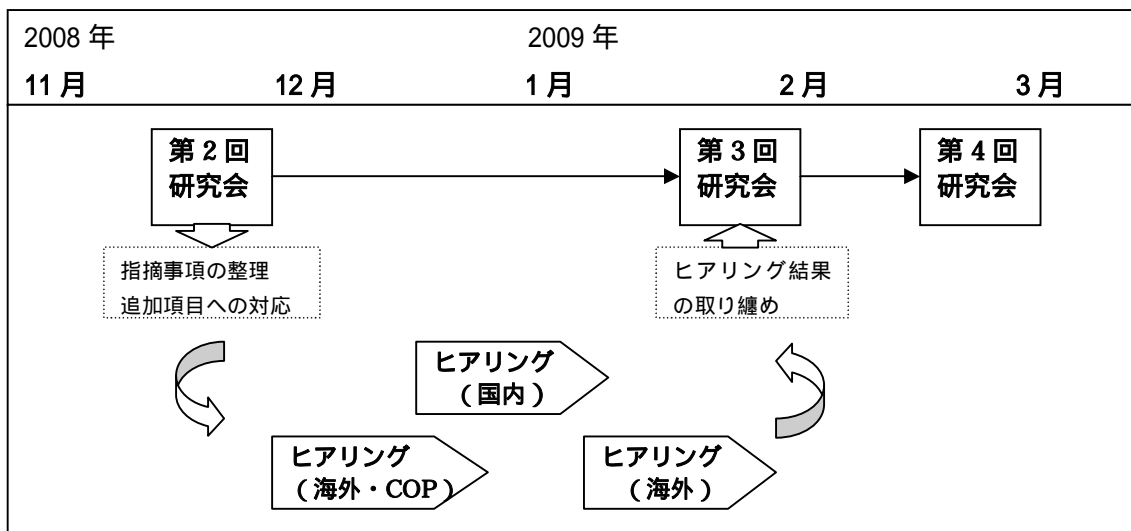 2008 年 2009 年
11 月 12 月 1 月 2 月 3 月
第 2 回
研究会
第 3 回
研究会
第 4 回
研究会
指摘事項の整理
追加項目への対応
ヒアリング結果
の取り纏め
ヒアリング
（国内）
ヒアリング
（海外・COP）
ヒアリング
（海外）